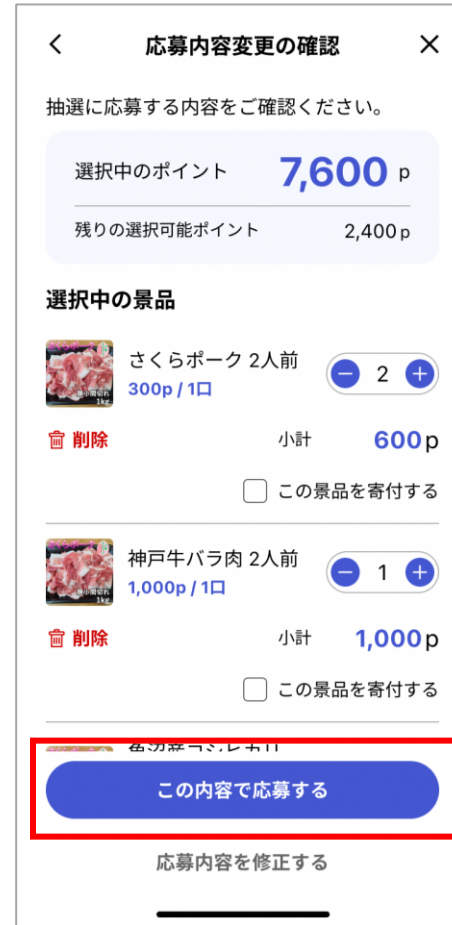 応募内容変更の確認
抽選に応募する内容をご確認ください。
選択中のポイント 7,600 p
残りの選択可能ポイント 2,400 p
選択中の景品
さくらポーク 2人前
300p / 1口
2
削除
小計 600 p
この景品を寄付する
神戸牛バラ肉 2人前
1,000p / 1口
1
削除
小計 1,000 p
この景品を寄付する
この内容で応募する
応募内容を修正する